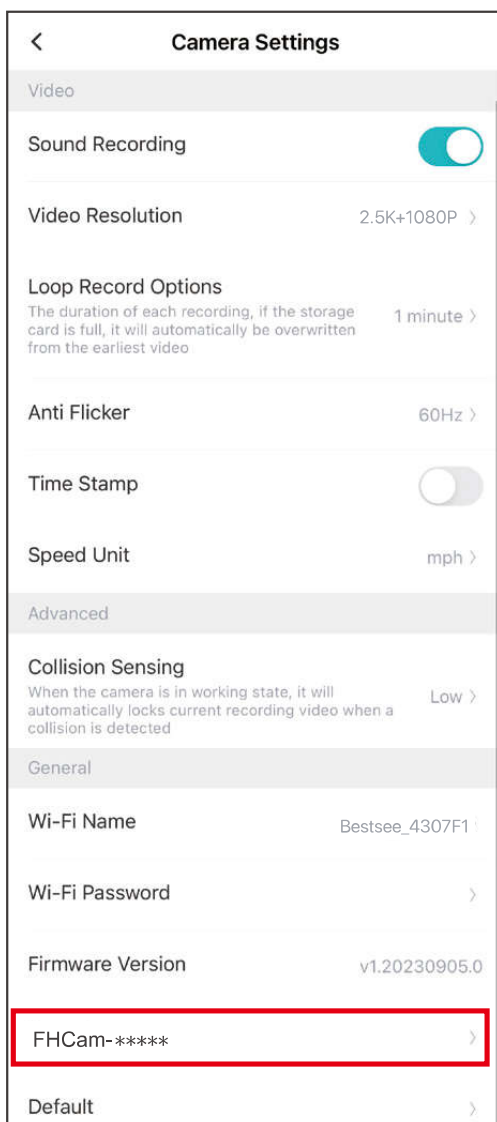 Camera Settings
Video
Sound Recording
Video Resolution
2.5K+1080P
Loop Record Options
The duration of each recording, if the storage
card is full, it will automatically be overwritten
from the earliest video
1 minute
Anti Flicker
60Hz
Time Stamp
Speed Unit
mph
Advanced
Collision Sensing
When the camera is in working state, it will
automatically locks current recording video when a
collision is detected
Low
General
Wi-Fi Name
Bestsee_4307F1
Wi-Fi Password
Firmware Version
v1.20230905.0
FHCam-*****
Default